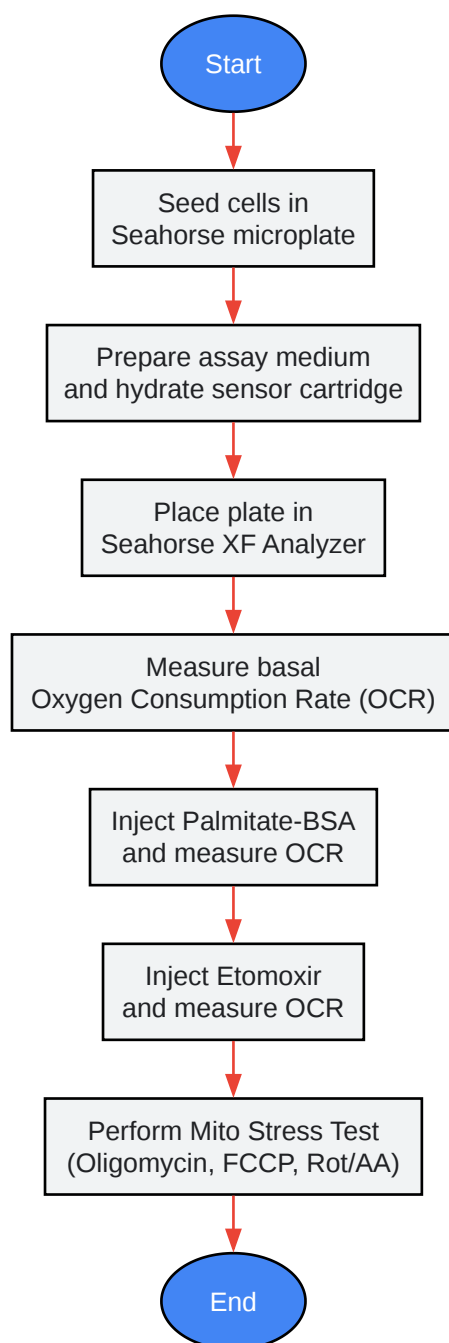 Start
Seed cells in
Seahorse microplate
Prepare assay medium
and hydrate sensor cartridge
Place plate in
Seahorse XF Analyzer
Measure basal
Oxygen Consumption Rate (OCR)
Inject Palmitate-BSA
and measure OCR
Inject Etomoxir
and measure OCR
Perform Mito Stress Test
(Oligomycin, FCCP, Rot/AA)
End